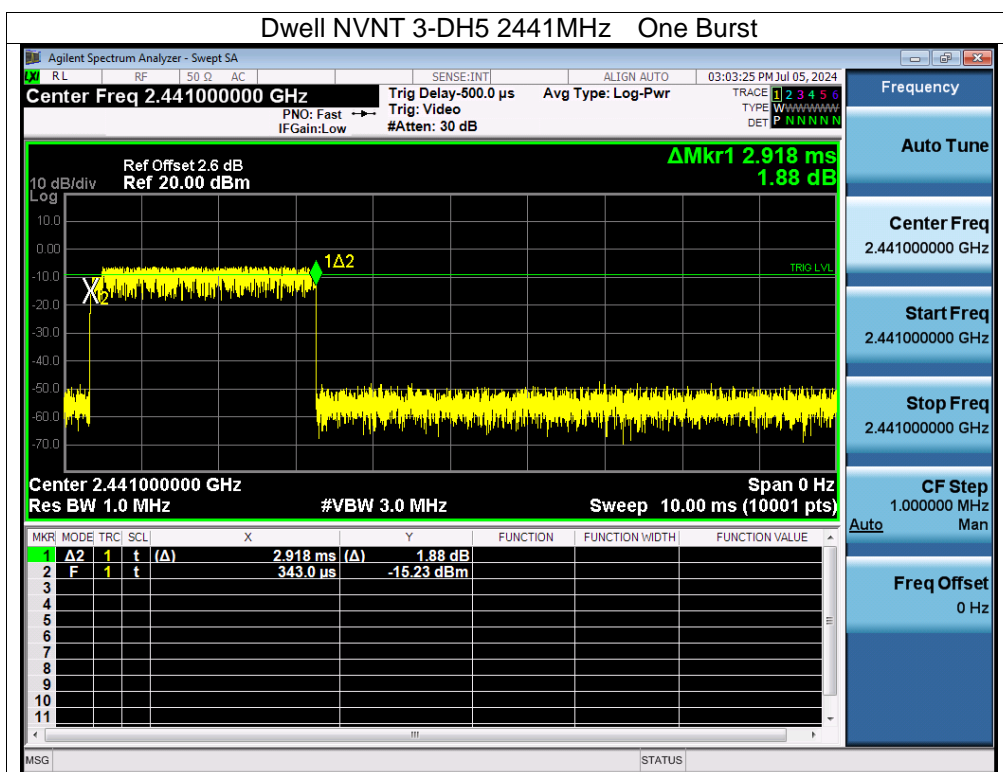 Dwell NVNT 3-DH5 2441MHz One Burst
Agilent Spectrum Analyzer - Swept SA
LXI RL RF 50 Ω AC SENSE:INT ALIGN AUTO 03:03:25 PM Jul 05, 2024
Center Freq 2.441000000 GHz Trig Delay-500.0 µs Avg Type: Log-Pwr TRACE 1 2 3 4 5 6
PNO: Fast Trig: Video TYPE WWWWWW
IFGain:Low #Atten: 30 dB DET P N N N N N
ΔMkr1 2.918 ms
1.88 dB
Ref Offset 2.6 dB
10 dB/div Ref 20.00 dBm
Log
10.0
0.00
-10.0
-20.0
-30.0
-40.0
-50.0
-60.0
-70.0
1Δ2
TRIG LVL
2
Center 2.441000000 GHz Span 0 Hz
Res BW 1.0 MHz #VBW 3.0 MHz Sweep 10.00 ms (10001 pts)
MKR MODE TRC SCL X Y FUNCTION FUNCTION WIDTH FUNCTION VALUE
1 Δ2 1 t (Δ) 2.918 ms (Δ) 1.88 dB
2 F 1 t 343.0 µs -15.23 dBm
3
4
5
6
7
8
9
10
11
MSG STATUS
Frequency
Auto Tune
Center Freq
2.441000000 GHz
Start Freq
2.441000000 GHz
Stop Freq
2.441000000 GHz
CF Step
1.000000 MHz
Auto Man
Freq Offset
0 Hz